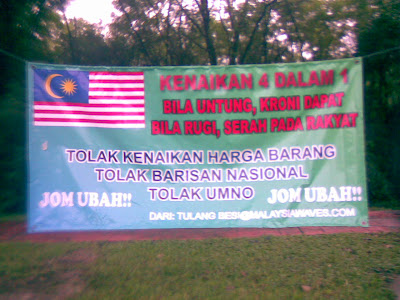 KENAIKAN 4 DALAM 1
BILA UNTUNG, KRONI DAPAT
BILA RUGI, SERAH PADA RAKYAT
TOLAK KENAIKAN HARGA BARANG
TOLAK BARISAN NASIONAL
JOM UBAH!! TOLAK UMNO JOM UBAH!!
DARI: TULANG BESI@MALAYSIAWAVES.COM